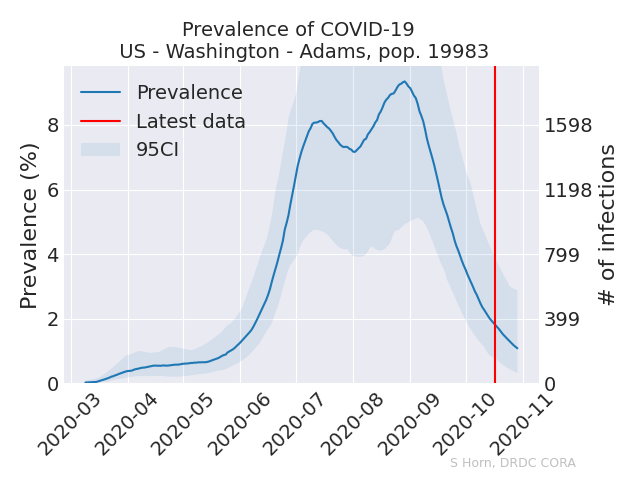 Prevalence of COVID-19
US - Washington - Adams, pop. 19983
Prevalence
Latest data
95CI
Prevalence (%)
8
6
4
2
0
1598
1198
799
399
0
# of infections
2020-03
2020-04
2020-05
2020-06
2020-07
2020-08
2020-09
2020-10
2020-11
S Horn, DRDC CORA